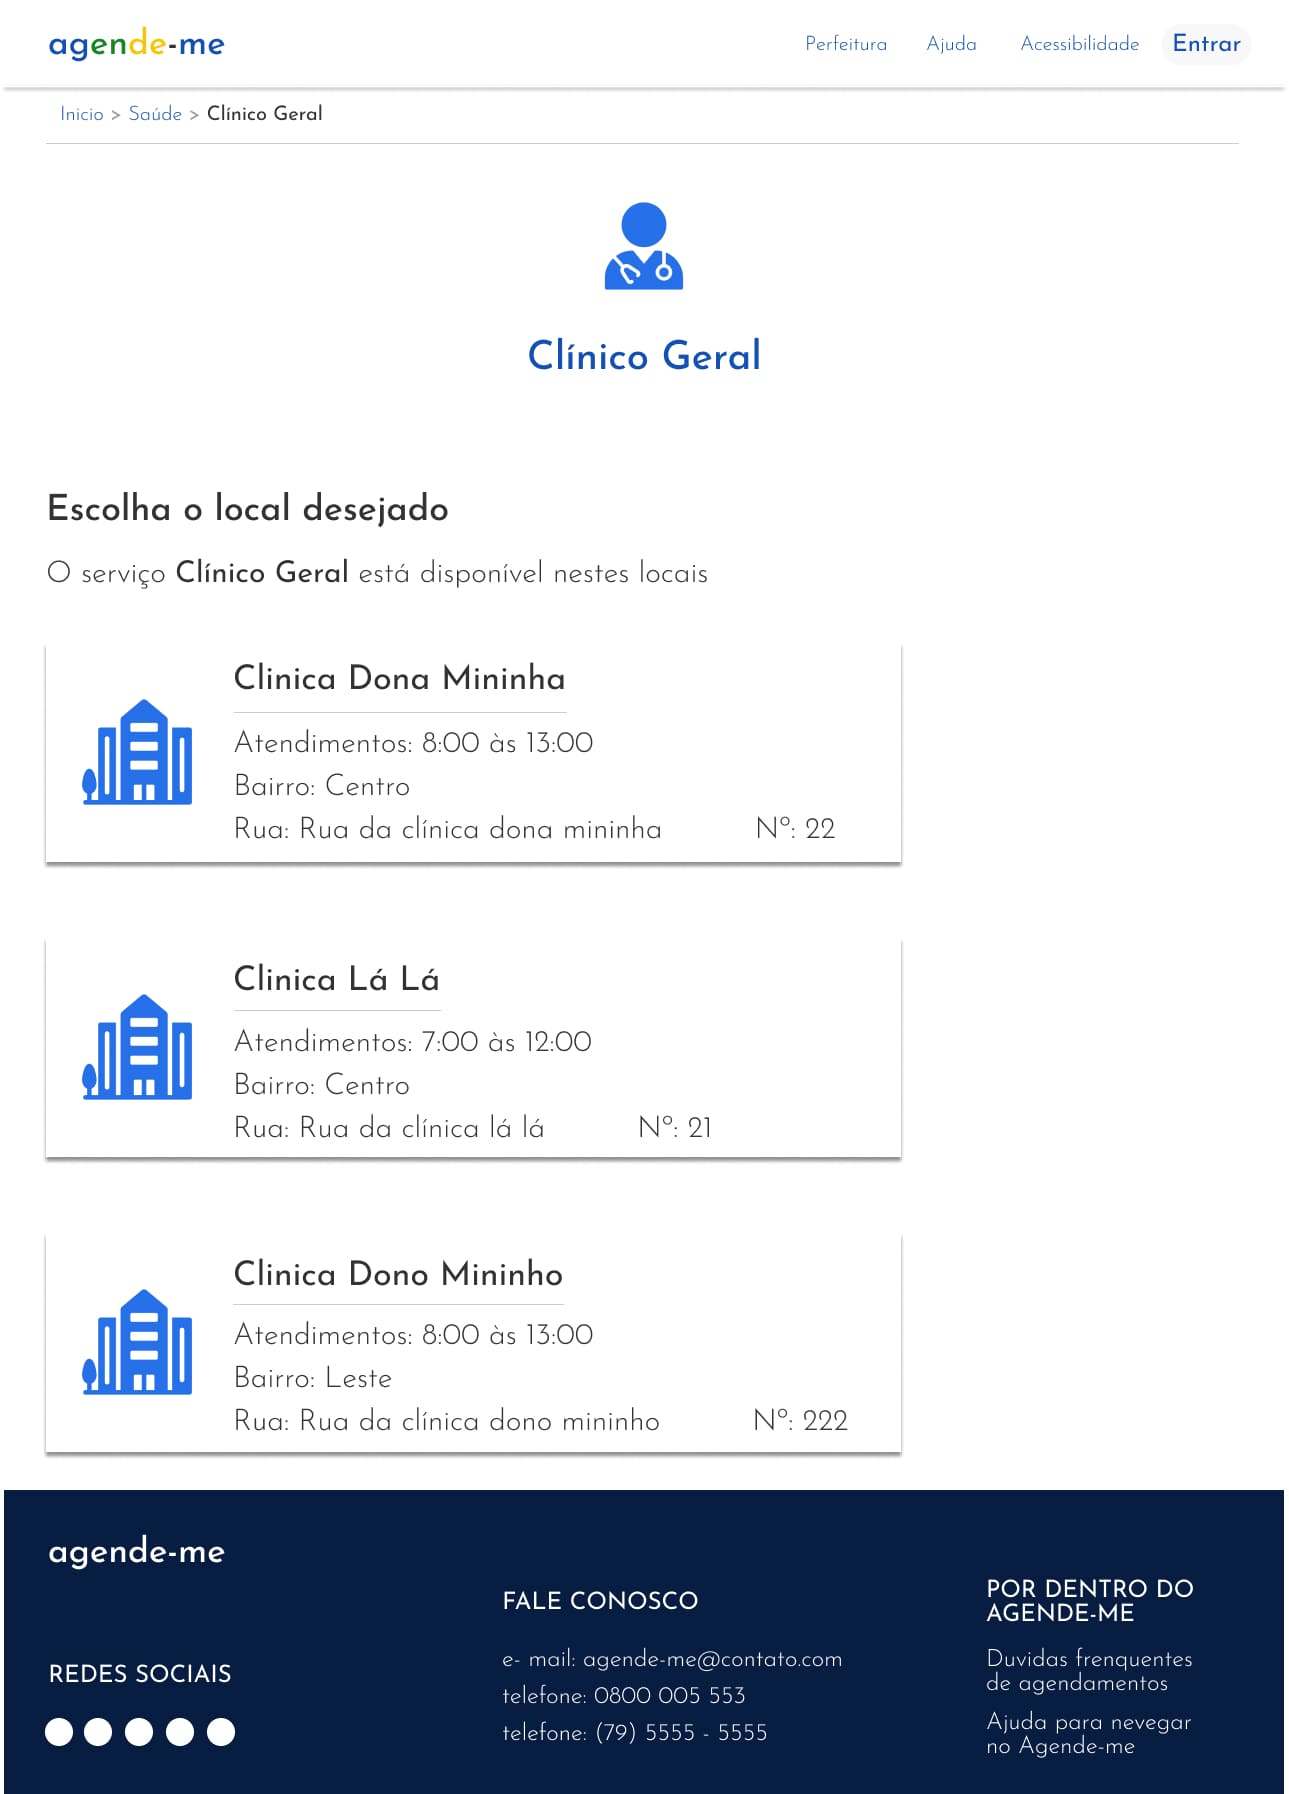 agende-me
Perfeitura Ajuda Acessibilidade Entrar
Inicio > Saúde > Clínico Geral
Clínico Geral
Escolha o local desejado
O serviço Clínico Geral está disponível nestes locais
Clinica Dona Mininha
Atendimentos: 8:00 às 13:00
Bairro: Centro
Rua: Rua da clínica dona mininha Nº: 22
Clinica Lá Lá
Atendimentos: 7:00 às 12:00
Bairro: Centro
Rua: Rua da clínica lá lá Nº: 21
Clinica Dono Mininho
Atendimentos: 8:00 às 13:00
Bairro: Leste
Rua: Rua da clínica dono mininho Nº: 222
agende-me
REDES SOCIAIS
FALE CONOSCO
e- mail: agende-me@contato.com
telefone: 0800 005 553
telefone: (79) 5555 - 5555
POR DENTRO DO
AGENDE-ME
Duvidas frenquentes
de agendamentos
Ajuda para nevegar
no Agende-me